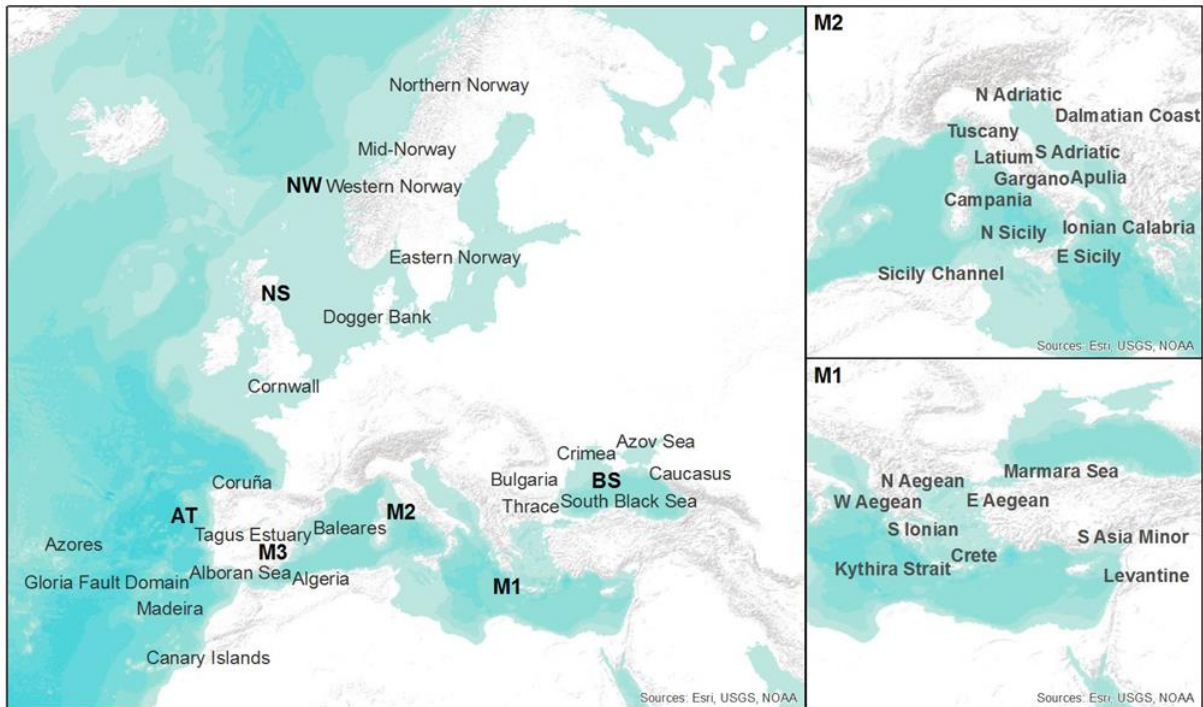 Northern Norway
Mid-Norway
NW Western Norway
Eastern Norway
NS
Dogger Bank
Cornwall
Azov Sea
Crimea
Caucasus
Bulgaria
BS
Thrace
South Black Sea
Coruña
AT
M2
Baleares
Tagus Estuary
Azores
M3
Alboran Sea
Algeria
Gloria Fault Domain
M1
Madeira
Canary Islands
Sources: Esri, USGS, NOAA
M2
N Adriatic
Dalmatian Coast
Tuscany
S Adriatic
Latium
Gargano
Apulia
Campania
Ionian Calabria
N Sicily
E Sicily
Sicily Channel
Sources: Esri, USGS, NOAA
M1
Marmara Sea
N Aegean
W Aegean
E Aegean
S Ionian
S Asia Minor
Crete
Kythira Strait
Levantine
Sources: Esri, USGS, NOAA